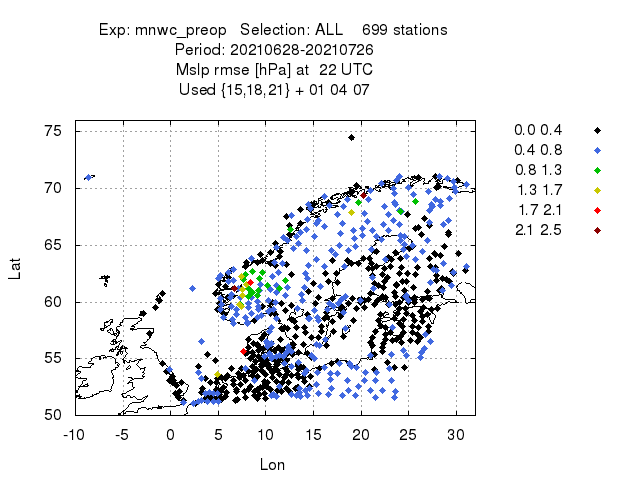 Exp: mnwc_preop   Selection: ALL    699 stations
Period: 20210628-20210726
Mslp rmse [hPa] at  22 UTC
Used {15,18,21} + 01 04 07
0.0 0.4
0.4 0.8
0.8 1.3
1.3 1.7
1.7 2.1
2.1 2.5
Lat
75
70
65
60
55
50
-10 -5 0 5 10 15 20 25 30
Lon